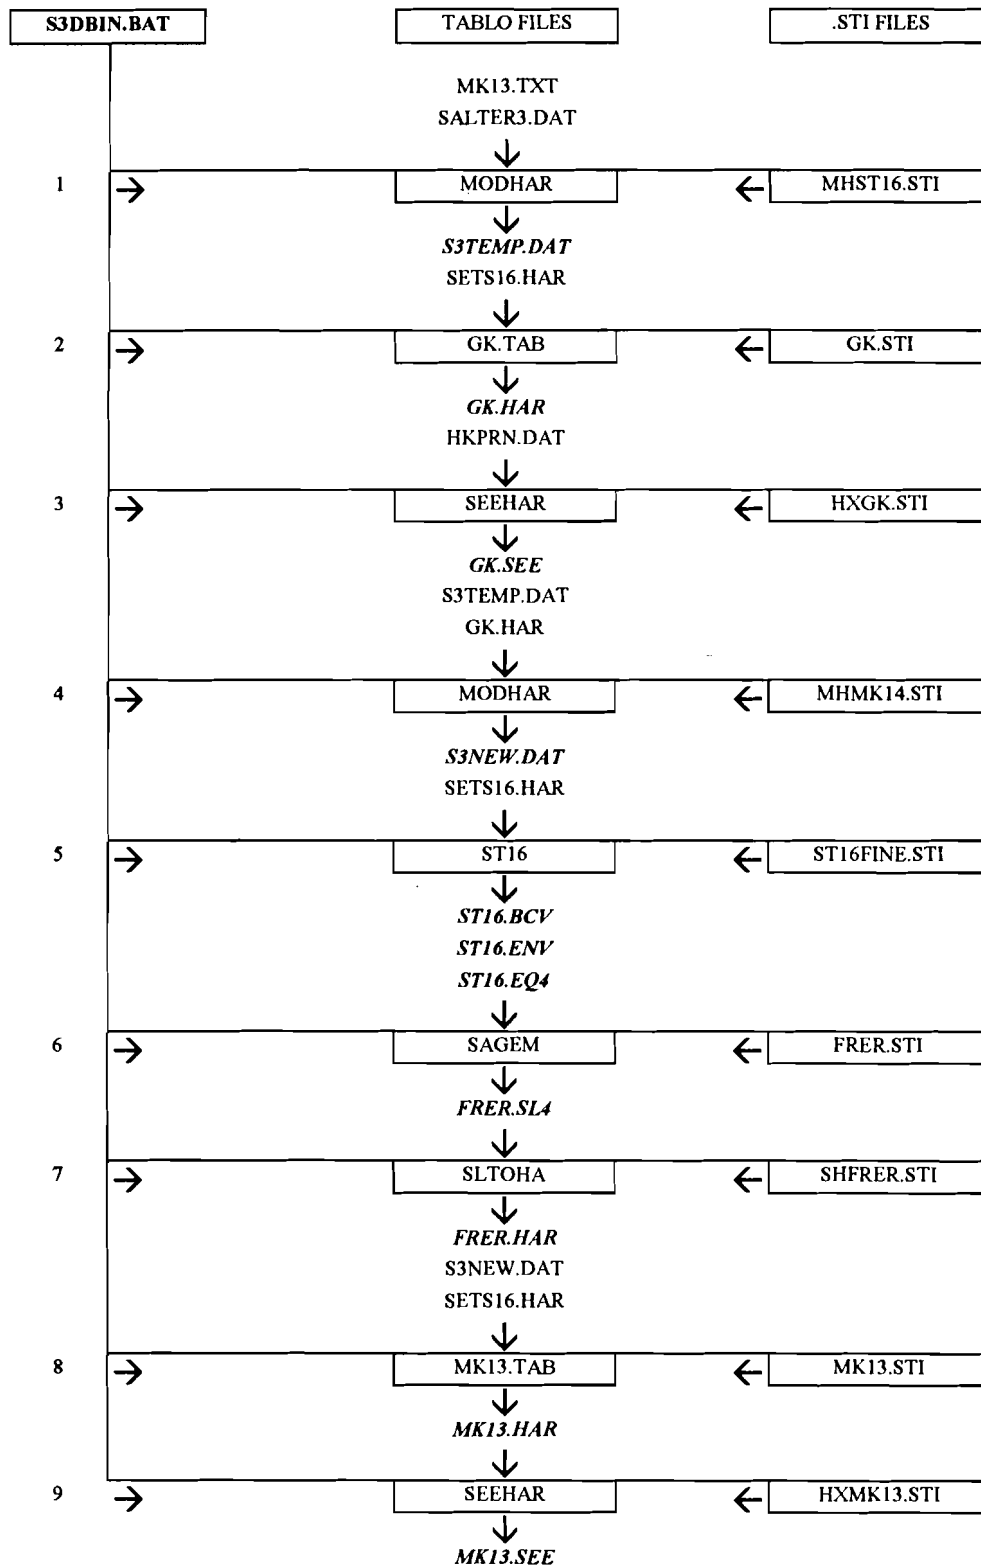 S3DBIN.BAT TABLO FILES .STI FILES
MK13.TXT
SALTER3.DAT
1 MODHAR MHST16.STI
S3TEMP.DAT
SETS16.HAR
2 GK.TAB GK.STI
GK.HAR
HKPRN.DAT
3 SEEHAR HXGK.STI
GK.SEE
S3TEMP.DAT
GK.HAR
4 MODHAR MHMK14.STI
S3NEW.DAT
SETS16.HAR
5 ST16 ST16FINE.STI
ST16.BCV
ST16.ENV
ST16.EQ4
6 SAGEM FRER.STI
FRER.SL4
7 SLTOHA SHFRER.STI
FRER.HAR
S3NEW.DAT
SETS16.HAR
8 MK13.TAB MK13.STI
MK13.HAR
9 SEEHAR HXMK13.STI
MK13.SEE